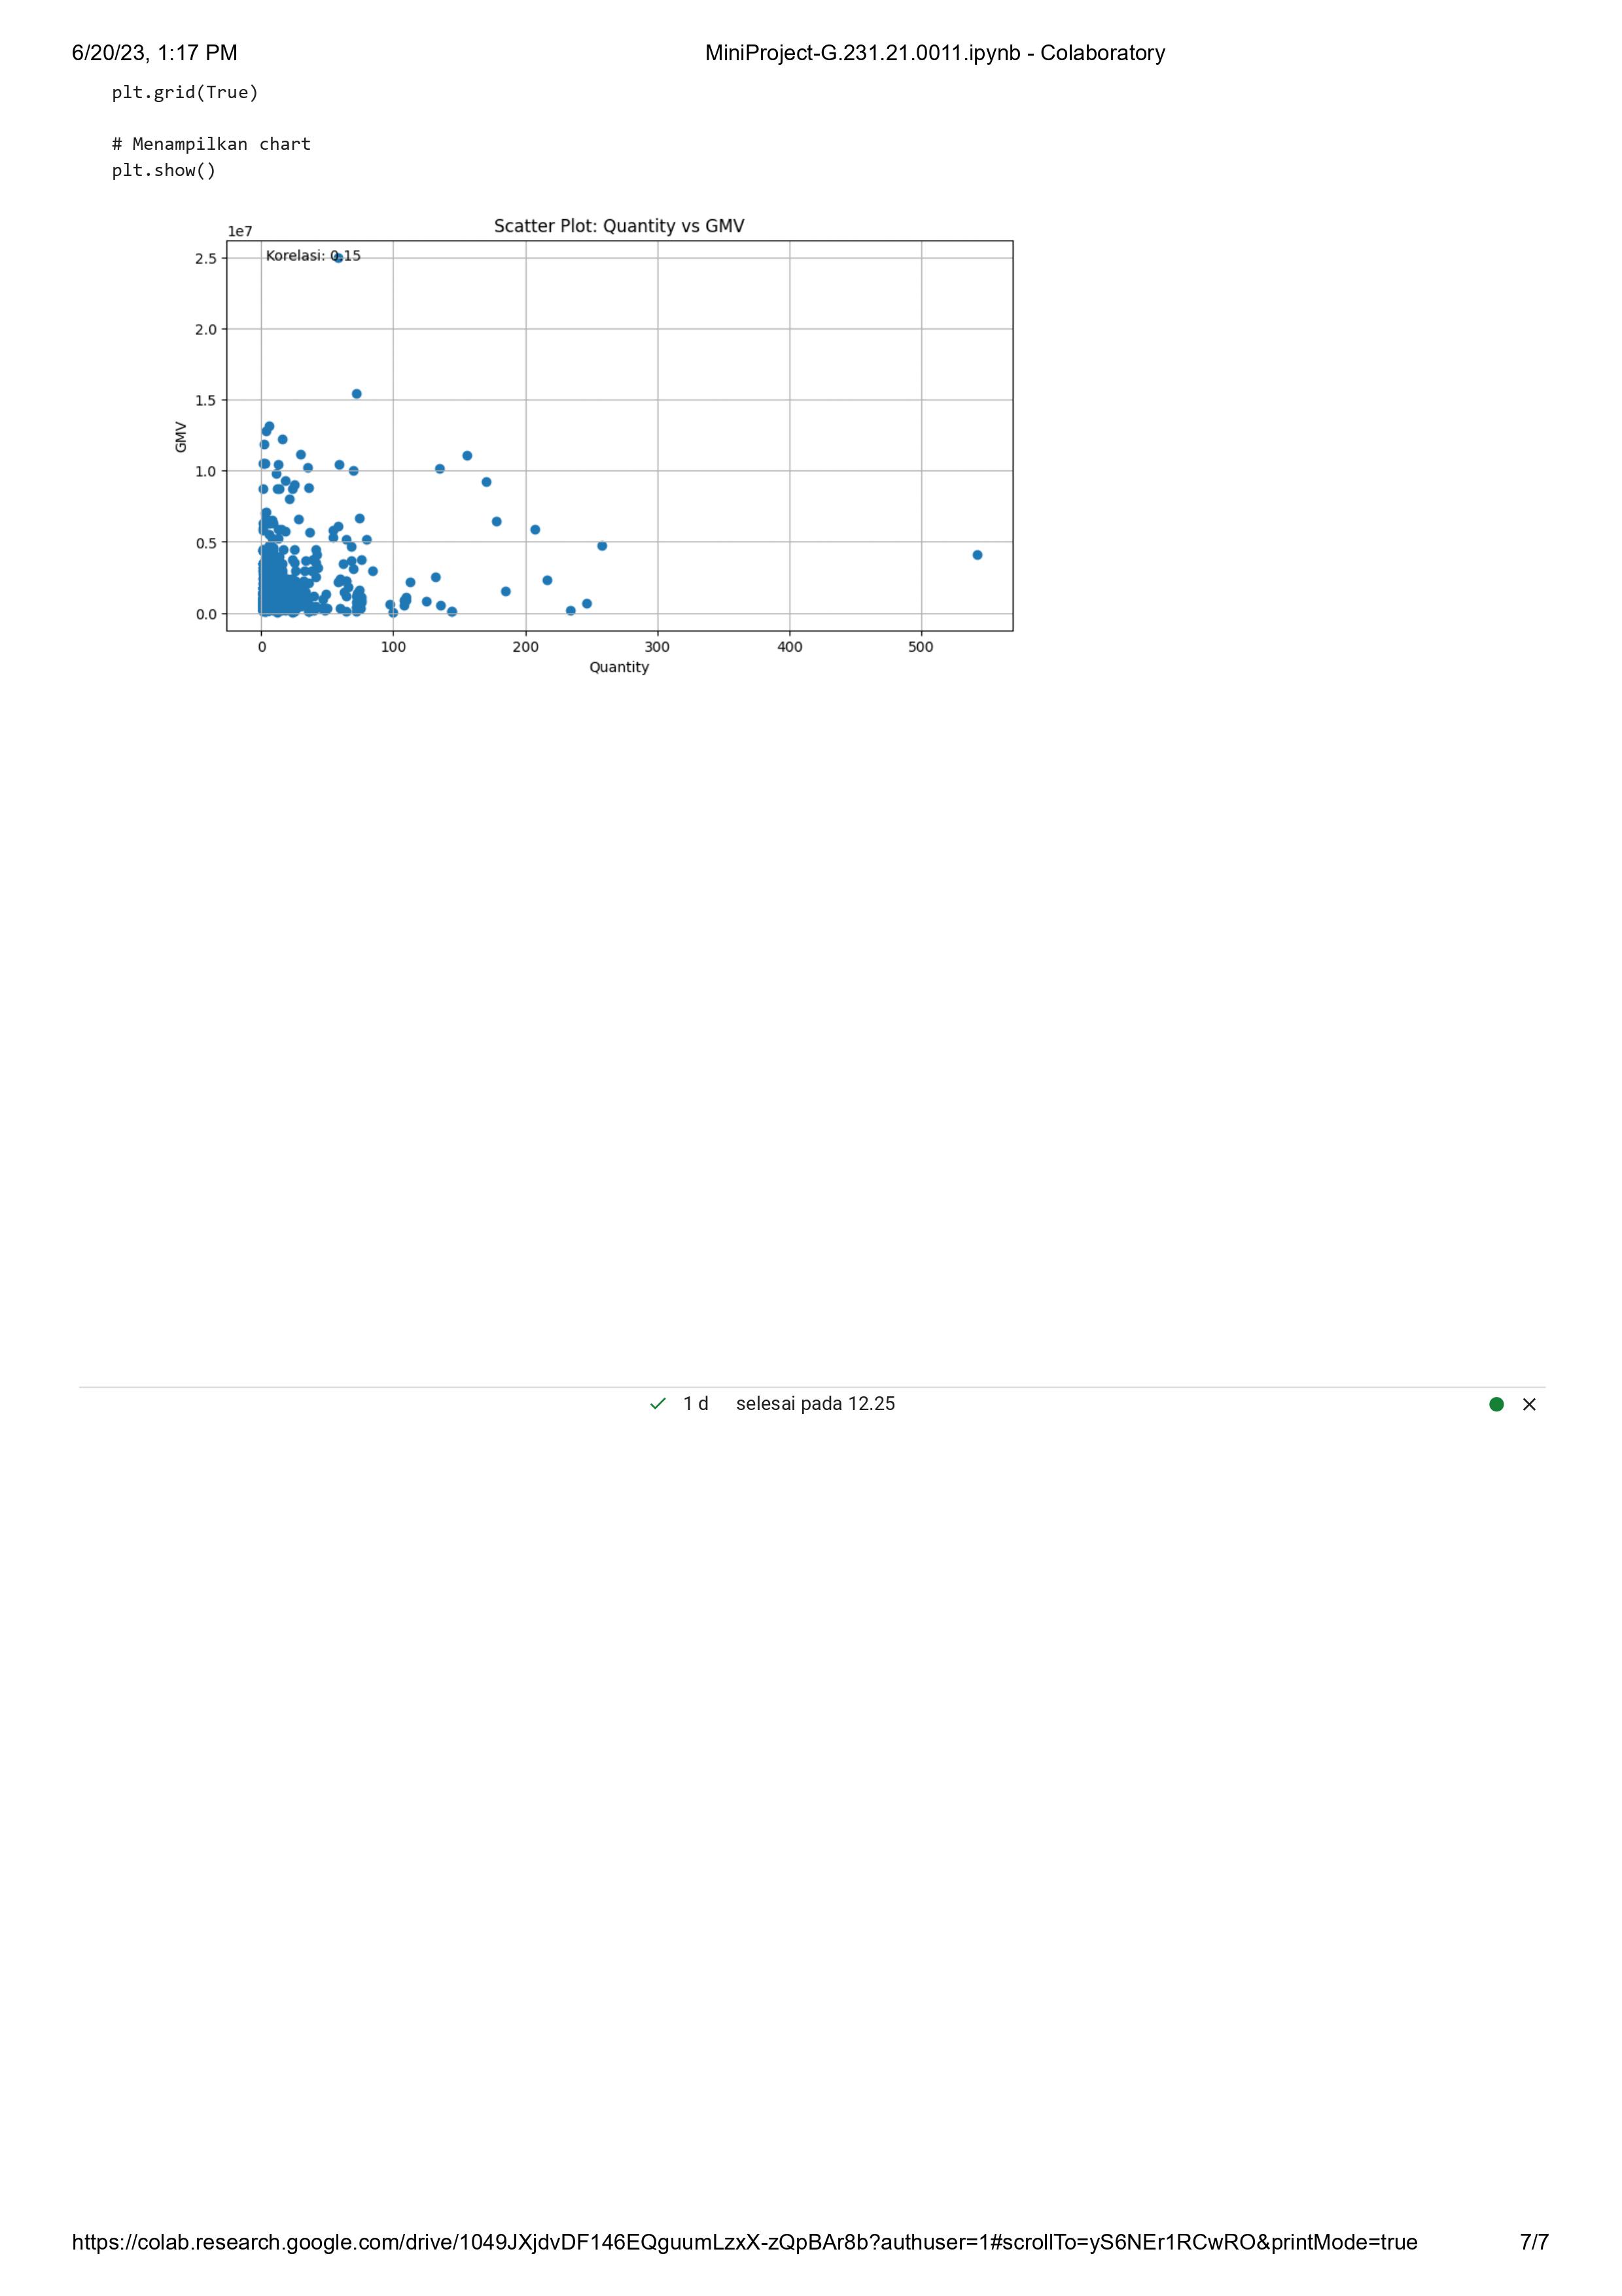 6/20/23, 1:17 PM MiniProject-G.231.21.0011.ipynb - Colaboratory
plt.grid(True)
# Menampilkan chart
plt.show()
Scatter Plot: Quantity vs GMV
1e7
Korelasi: 0.15
2.5
2.0
1.5
1.0
0.5
0.0
GMV
0 100 200 300 400 500
Quantity
1 d selesai pada 12.25
https://colab.research.google.com/drive/1049JXjdvDF146EQguumLzxX-zQpBAr8b?authuser=1#scrollTo=yS6NEr1RCwRO&printMode=true 7/7